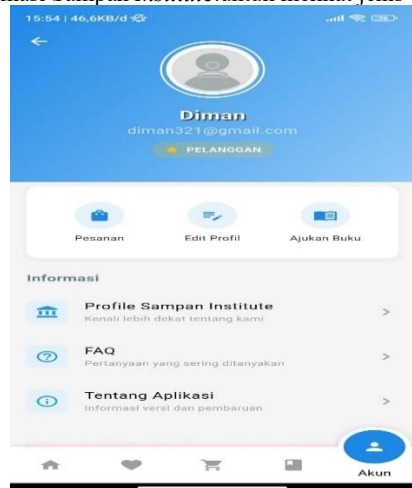 15:54 | 46,6KB/d
Diman
diman321@gmail.com
PELANGGAN
Pesanan
Edit Profil
Ajukan Buku
Informasi
Profile Sampan Institute
Kenali lebih dekat tentang kami
FAQ
Pertanyaan yang sering ditanyakan
Tentang Aplikasi
Informasi versi dan pembaruan
Akun